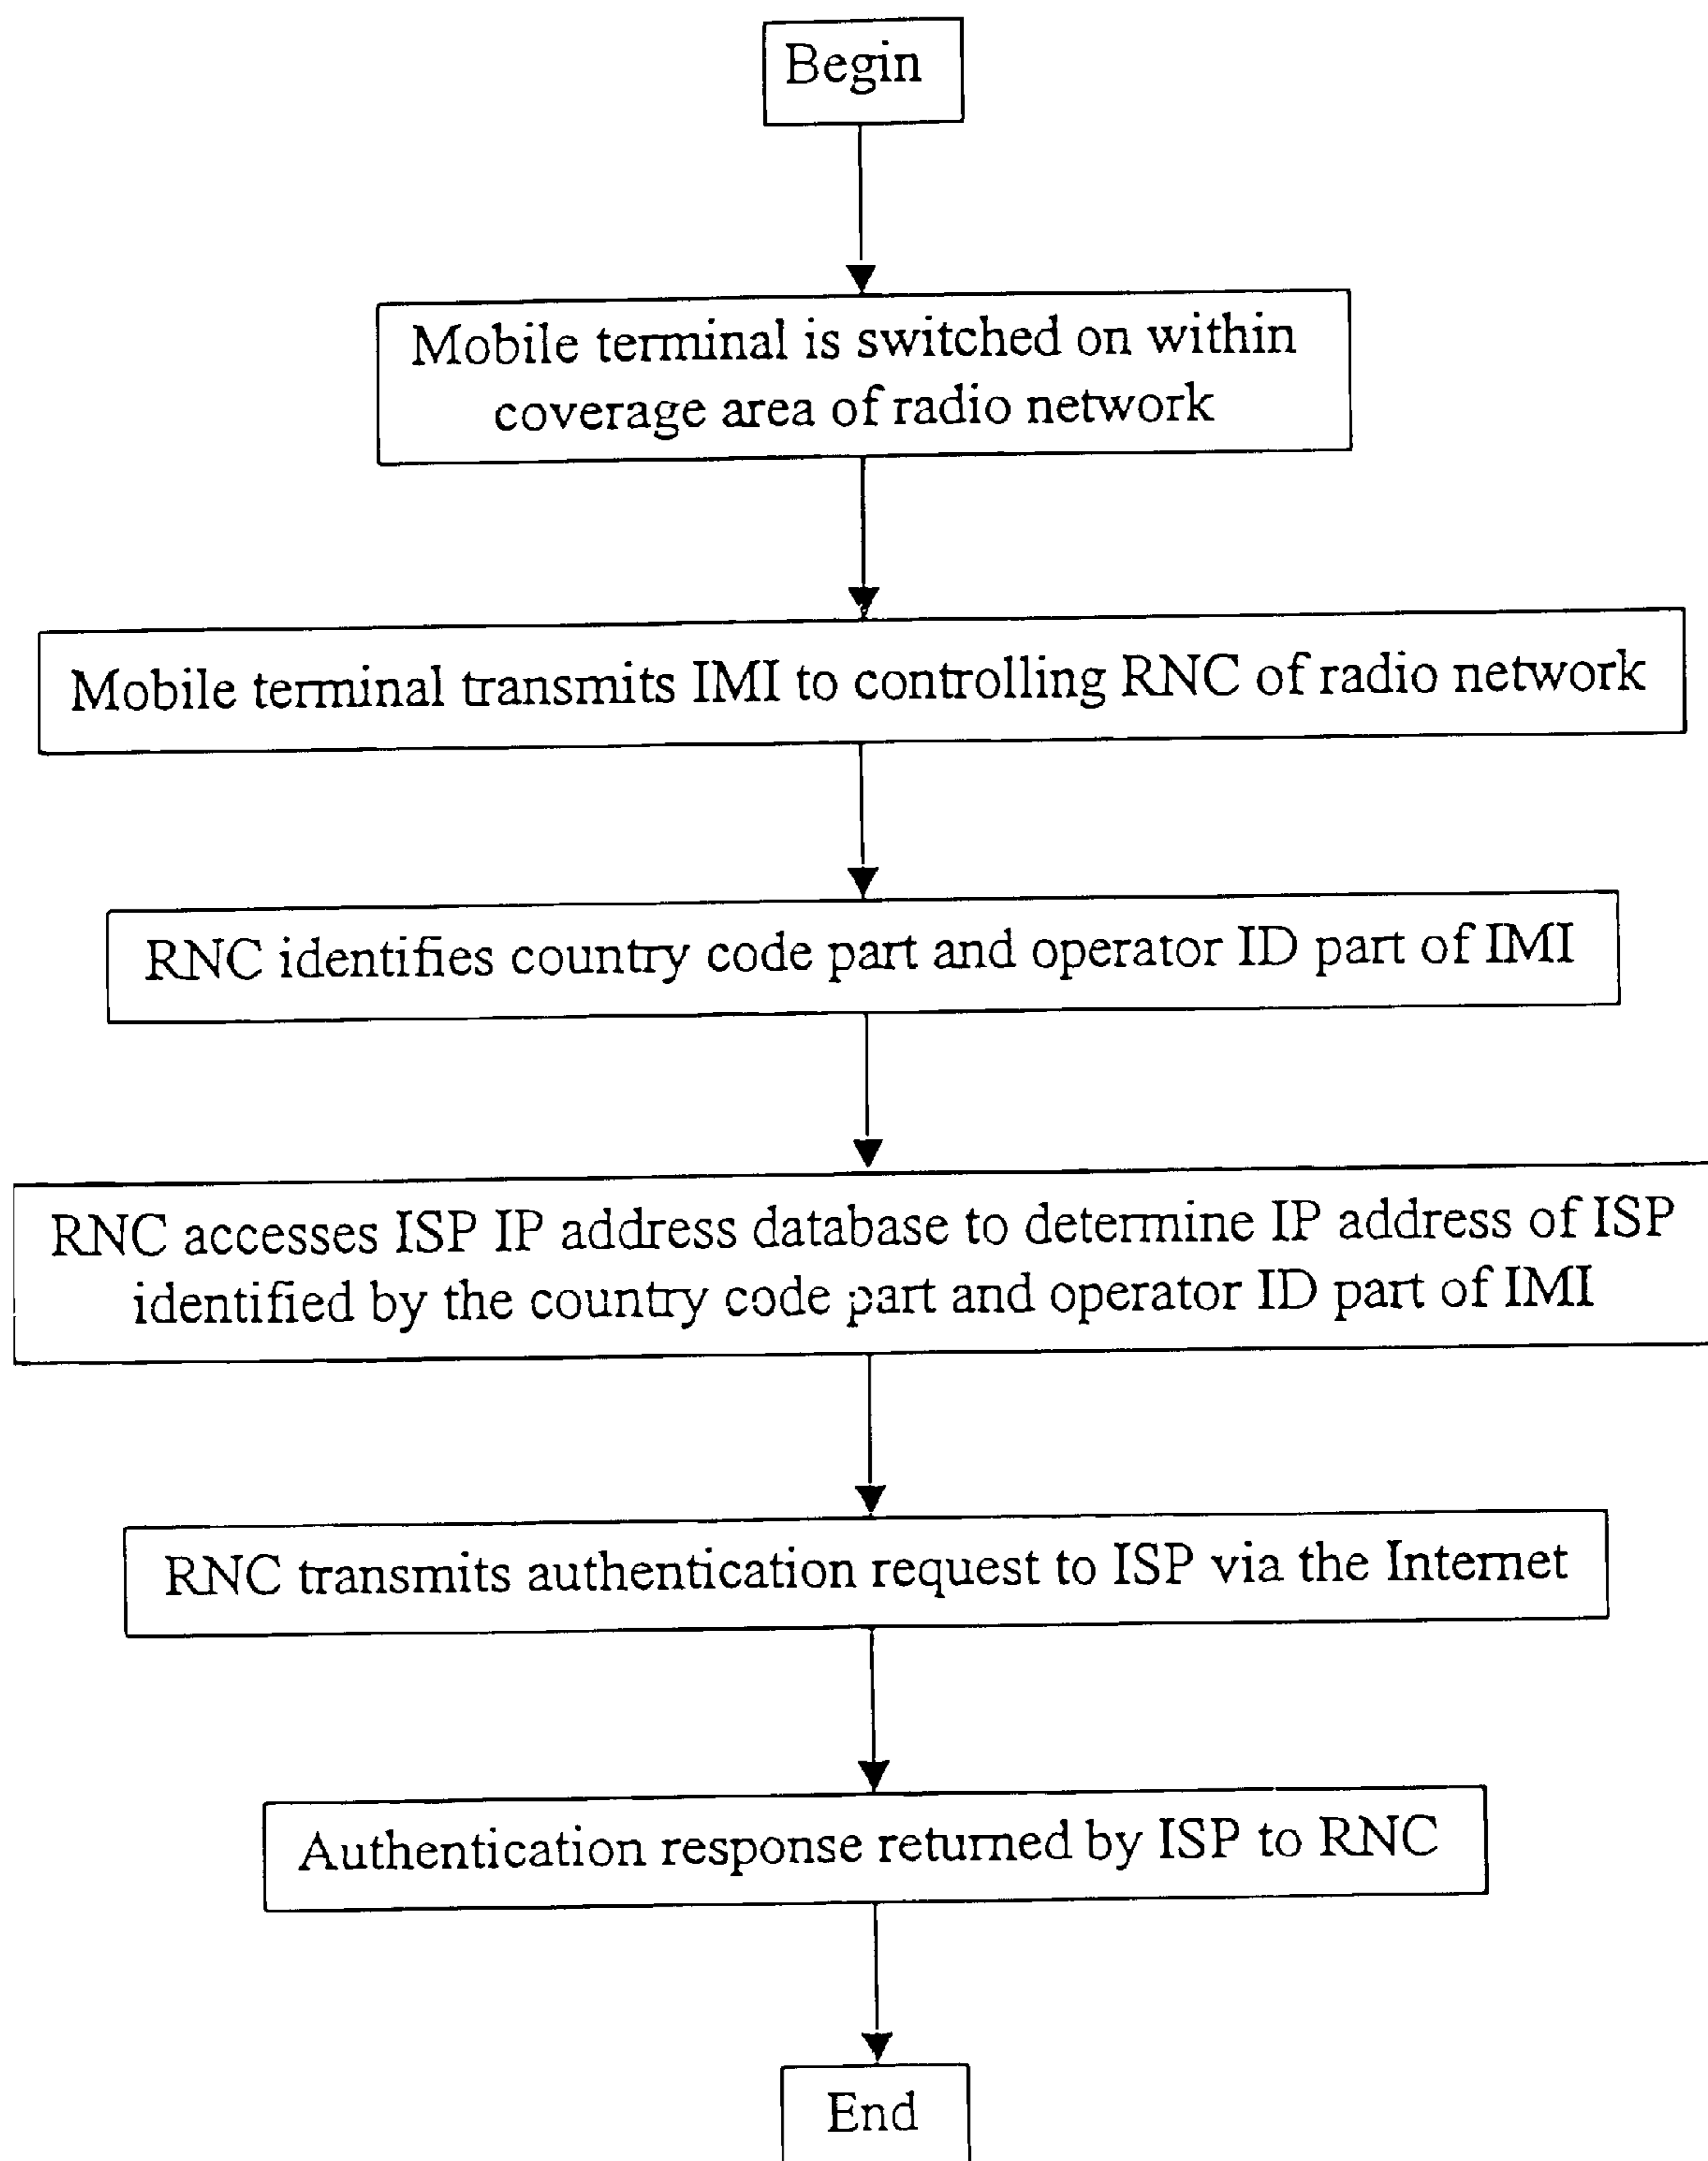 Begin
Mobile terminal is switched on within
coverage area of radio network
Mobile terminal transmits IMI to controlling RNC of radio network
RNC identifies country code part and operator ID part of IMI
RNC accesses ISP IP address database to determine IP address of ISP
identified by the country code part and operator ID part of IMI
RNC transmits authentication request to ISP via the Internet
Authentication response returned by ISP to RNC
End